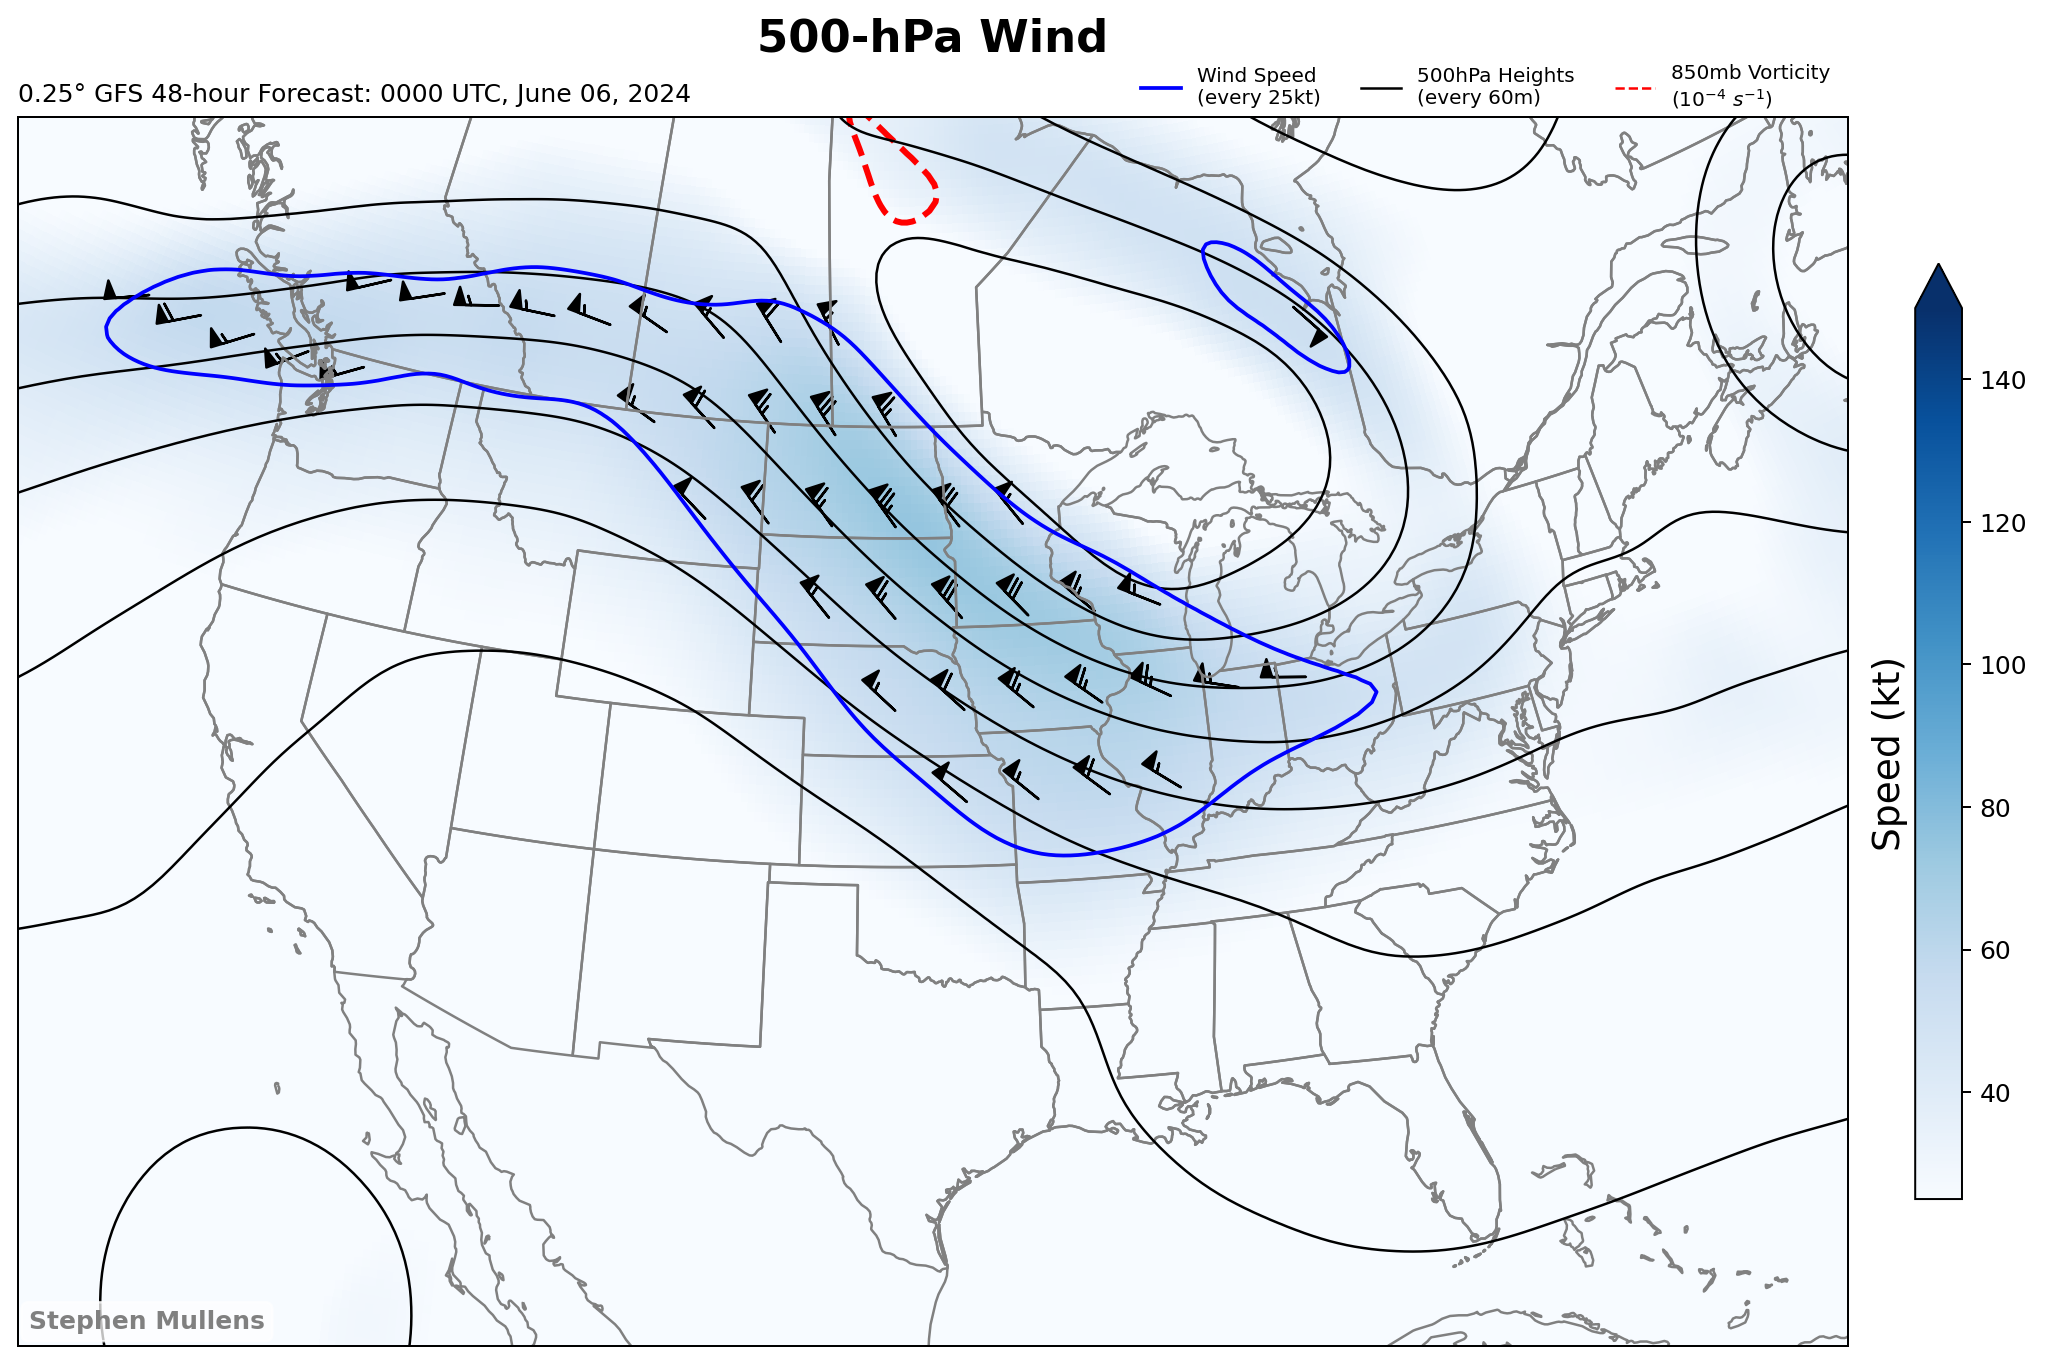 500-hPa Wind
0.25° GFS 48-hour Forecast: 0000 UTC, June 06, 2024
Wind Speed
(every 25kt)
500hPa Heights
(every 60m)
850mb Vorticity
(10⁻⁴ s⁻¹)
140
120
100
80
60
40
Speed (kt)
Stephen Mullens